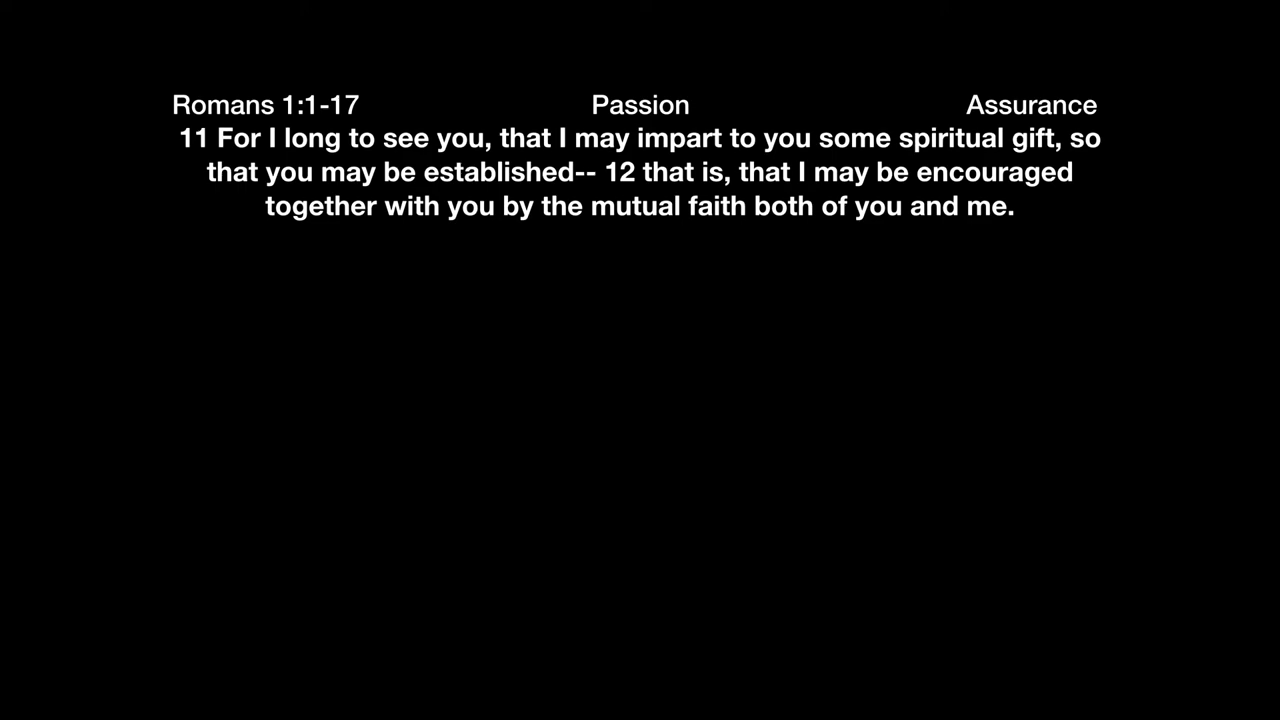 Romans 1:1-17 Passion Assurance
11 For I long to see you, that I may impart to you some spiritual gift, so
that you may be established-- 12 that is, that I may be encouraged
together with you by the mutual faith both of you and me.